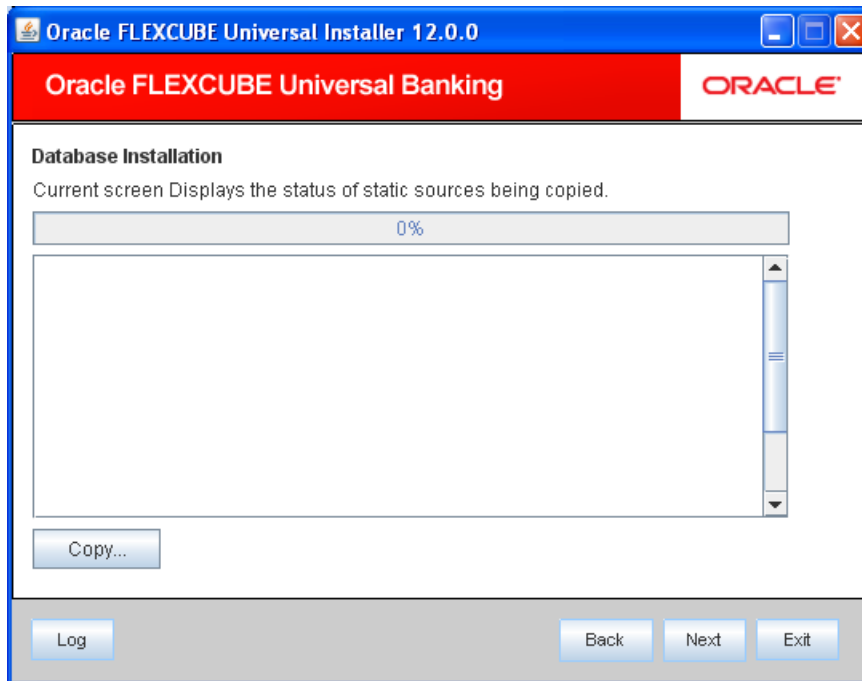 Oracle FLEXCUBE Universal Installer 12.0.0
Oracle FLEXCUBE Universal Banking
ORACLE
Database Installation
Current screen Displays the status of static sources being copied.
0%
Copy...
Log
Back
Next
Exit